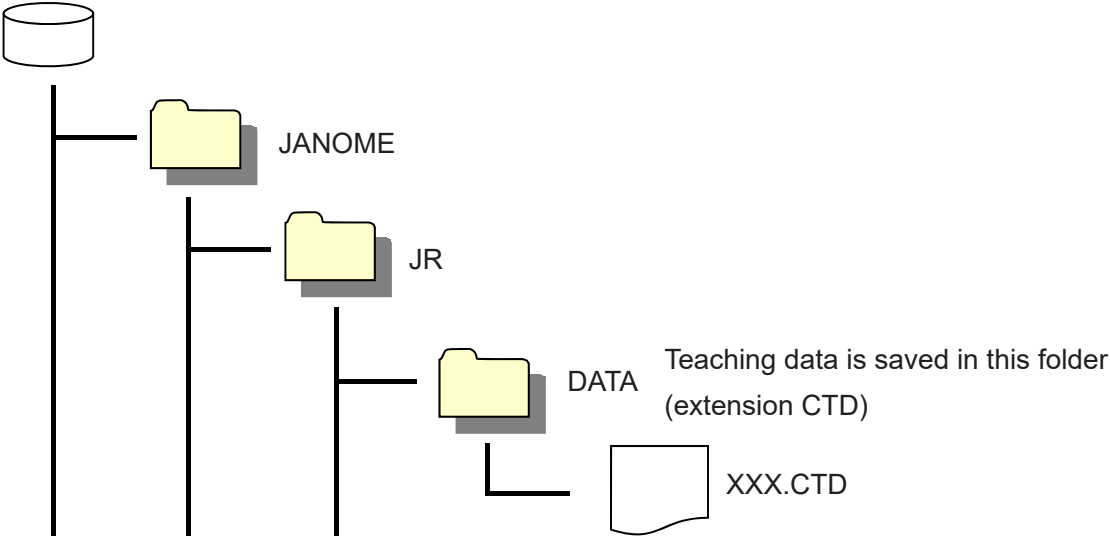 JANOME
JR
DATA
Teaching data is saved in this folder
(extension CTD)
XXX.CTD